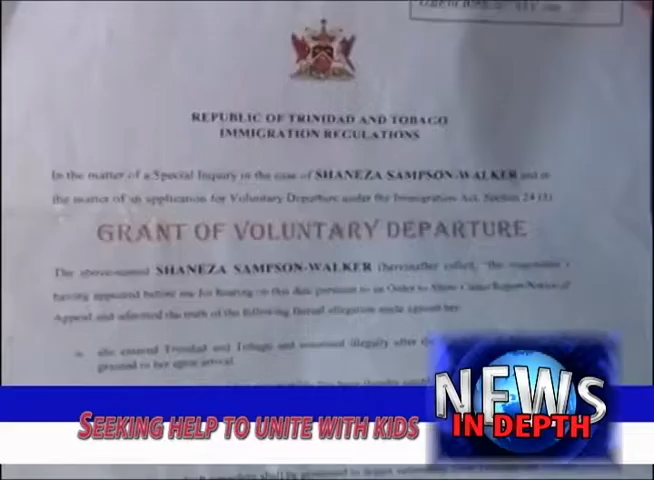 REPUBLIC OF TRINIDAD AND TOBAGO
IMMIGRATION REGULATIONS
In the matter of a Special Inquiry in the case of SHANEZA SAMPSON-WALKER and in
the matter of an application for Voluntary Departure under the Immigration Act, Section 24 (3)
GRANT OF VOLUNTARY DEPARTURE
The above-named SHANEZA SAMPSON-WALKER (hereinafter called, "the
having appeared before me for hearing on this date pursuant to an Order to Show Cause/Report/Notice of
Appeal and admitted the truth of the following factual allegation made against her:
she entered Trinidad and Tobago and remained illegally after the
granted to her upon arrival.
SEEKING HELP TO UNITE WITH KIDS
NEWS
IN DEPTH